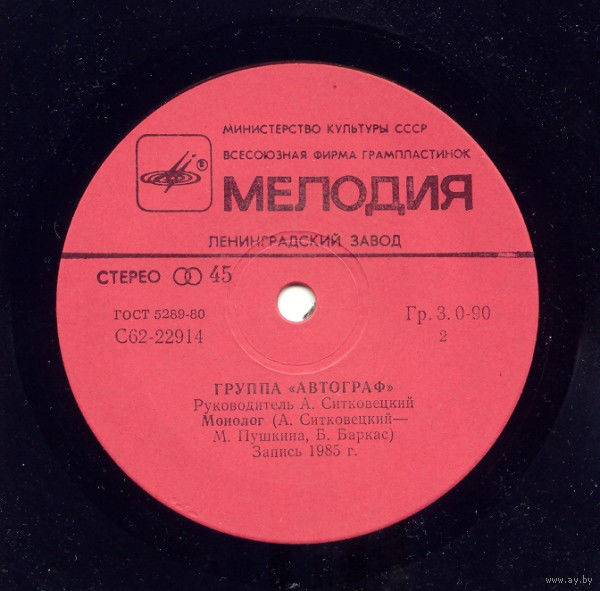 МИНИСТЕРСТВО КУЛЬТУРЫ СССР
ВСЕСОЮЗНАЯ ФИРМА ГРАМПЛАСТИНОК
МЕЛОДИЯ
ЛЕНИНГРАДСКИЙ ЗАВОД
СТЕРЕО 45
ГОСТ 5289-80
С62-22914
Гр. 3. 0-90
2
ГРУППА «АВТОГРАФ»
Руководитель А. Ситковецкий
Монолог (А. Ситковецкий—
М. Пушкина, Б. Баркас)
Запись 1985 г.
www.ay.by